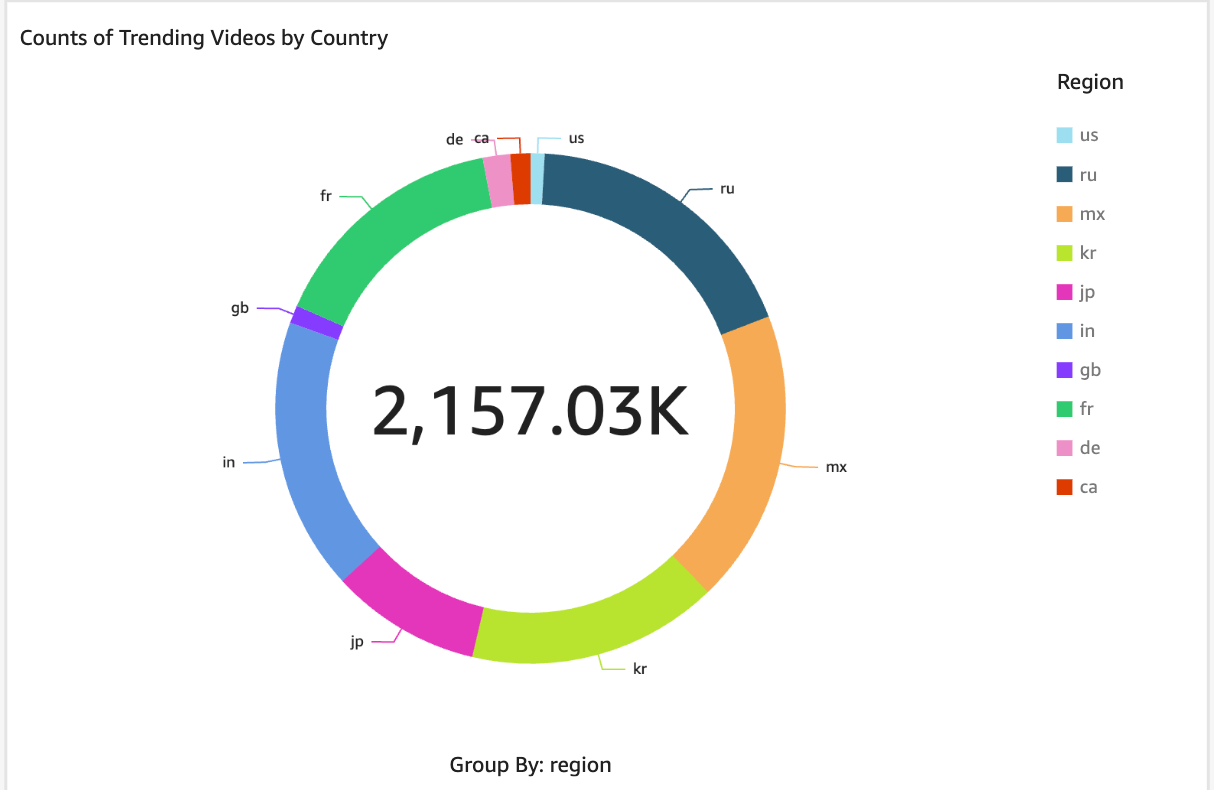 Counts of Trending Videos by Country
Region
us
ru
mx
kr
jp
in
gb
fr
de
ca
de
ca
us
ru
fr
gb
2,157.03K
in
mx
jp
kr
Group By: region